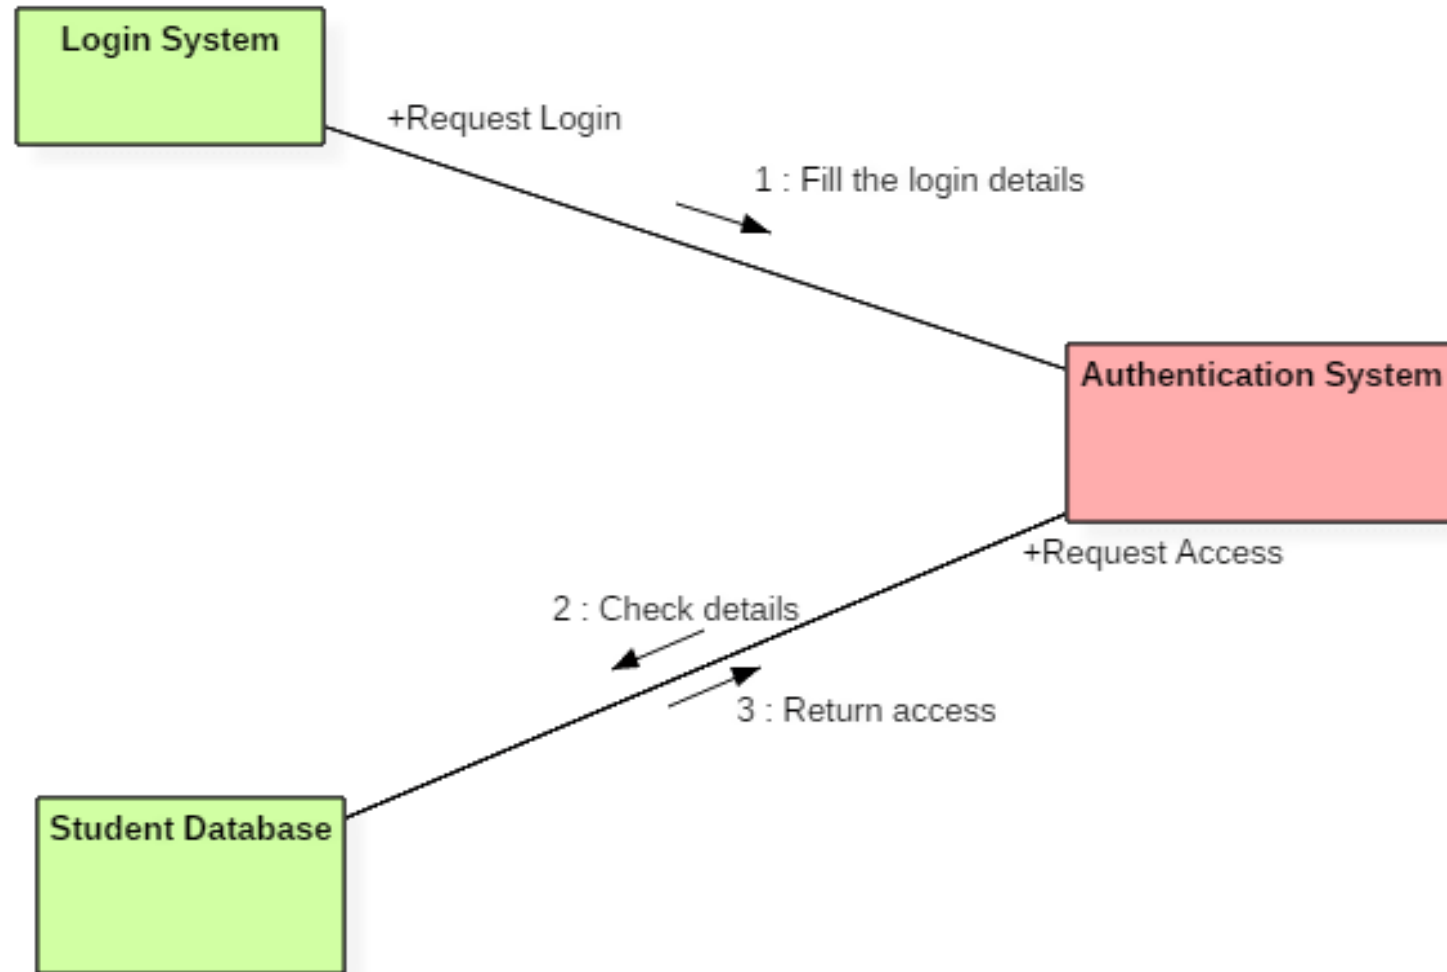 Login System
+Request Login
1 : Fill the login details
Authentication System
+Request Access
2 : Check details
3 : Return access
Student Database